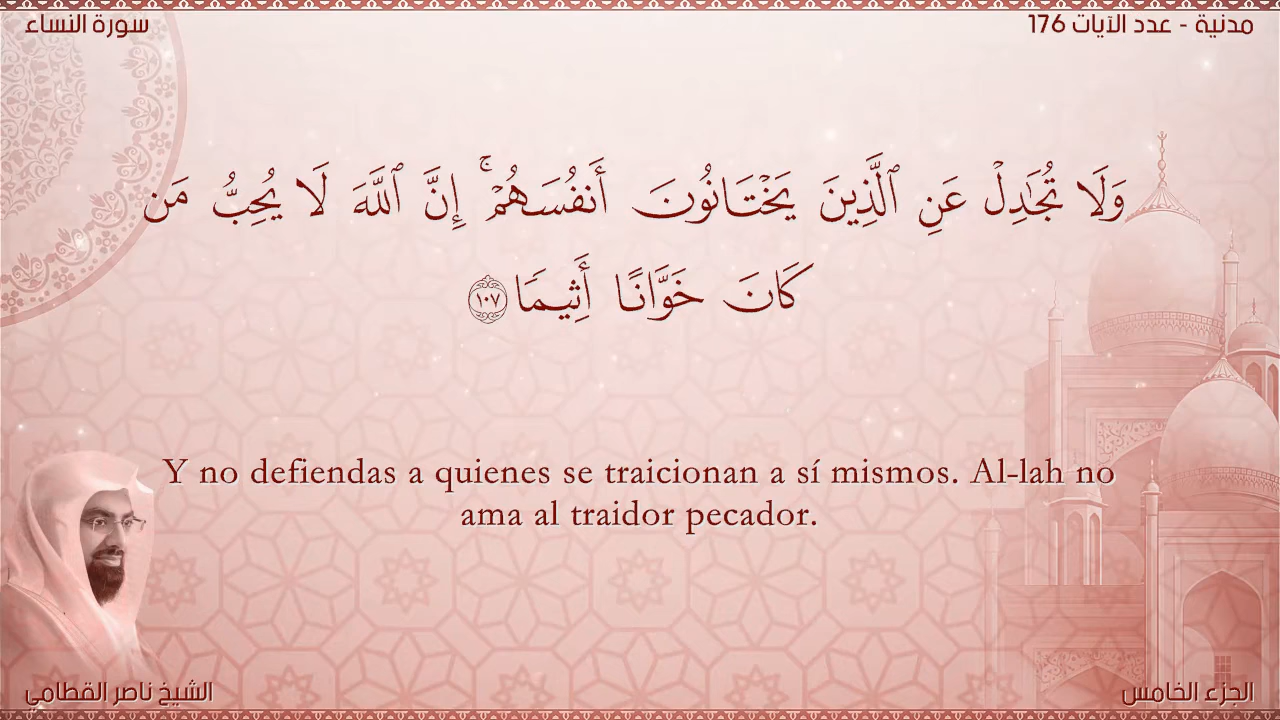 مدنية - عدد الآيات 176
سورة النساء
وَلَا تُجَٰدِلْ عَنِ ٱلَّذِينَ يَخْتَانُونَ أَنفُسَهُمْ ۚ إِنَّ ٱللَّهَ لَا يُحِبُّ مَن
كَانَ خَوَّانًا أَثِيمًا ١٠٧
Y no defiendas a quienes se traicionan a sí mismos. Al-lah no
ama al traidor pecador.
الجزء الخامس
الشيخ ناصر القطامي